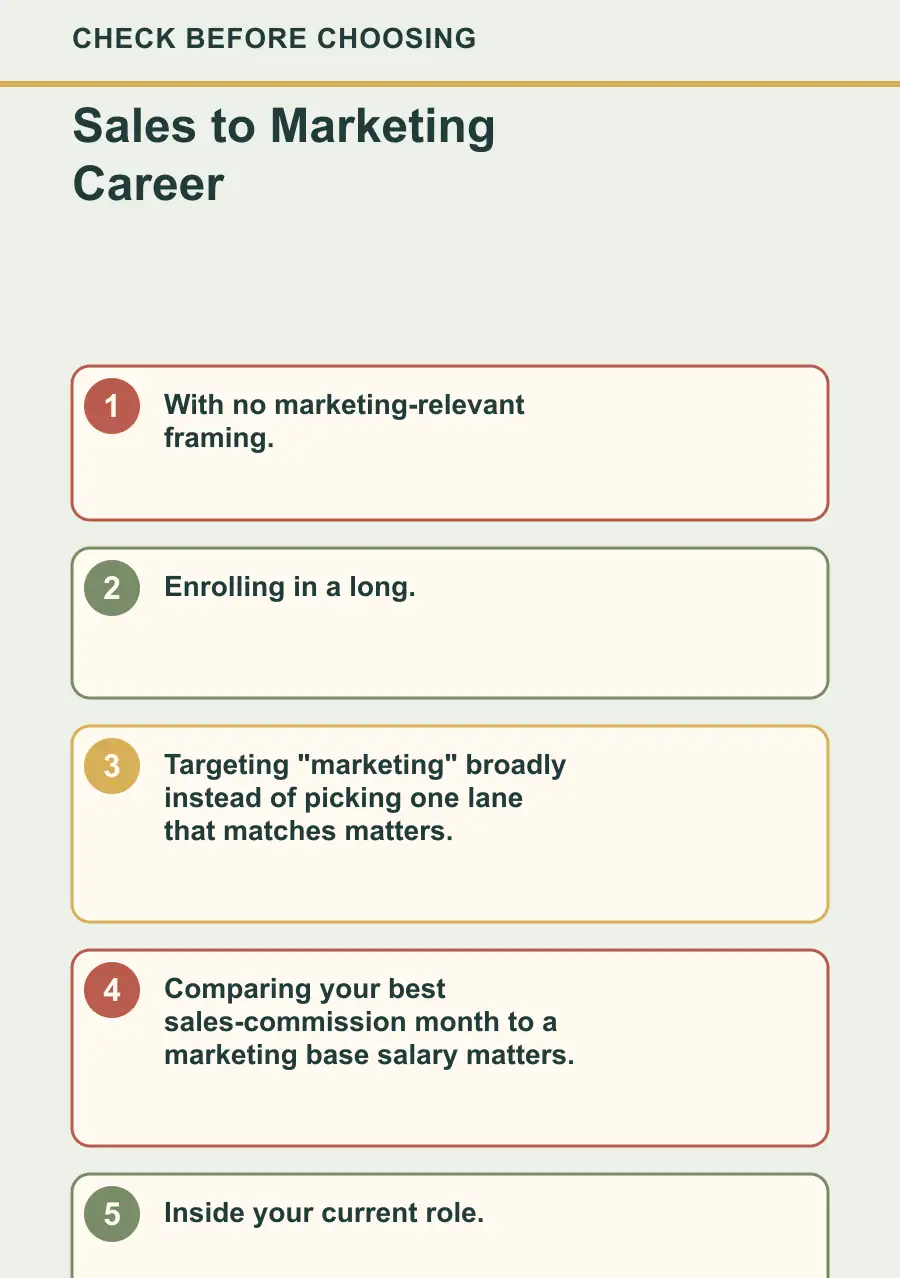 CHECK BEFORE CHOOSING
Sales to Marketing
Career
1
With no marketing-relevant
framing.
2
Enrolling in a long.
3
Targeting "marketing" broadly
instead of picking one lane
that matches matters.
4
Comparing your best
sales-commission month to a
marketing base salary matters.
5
Inside your current role.